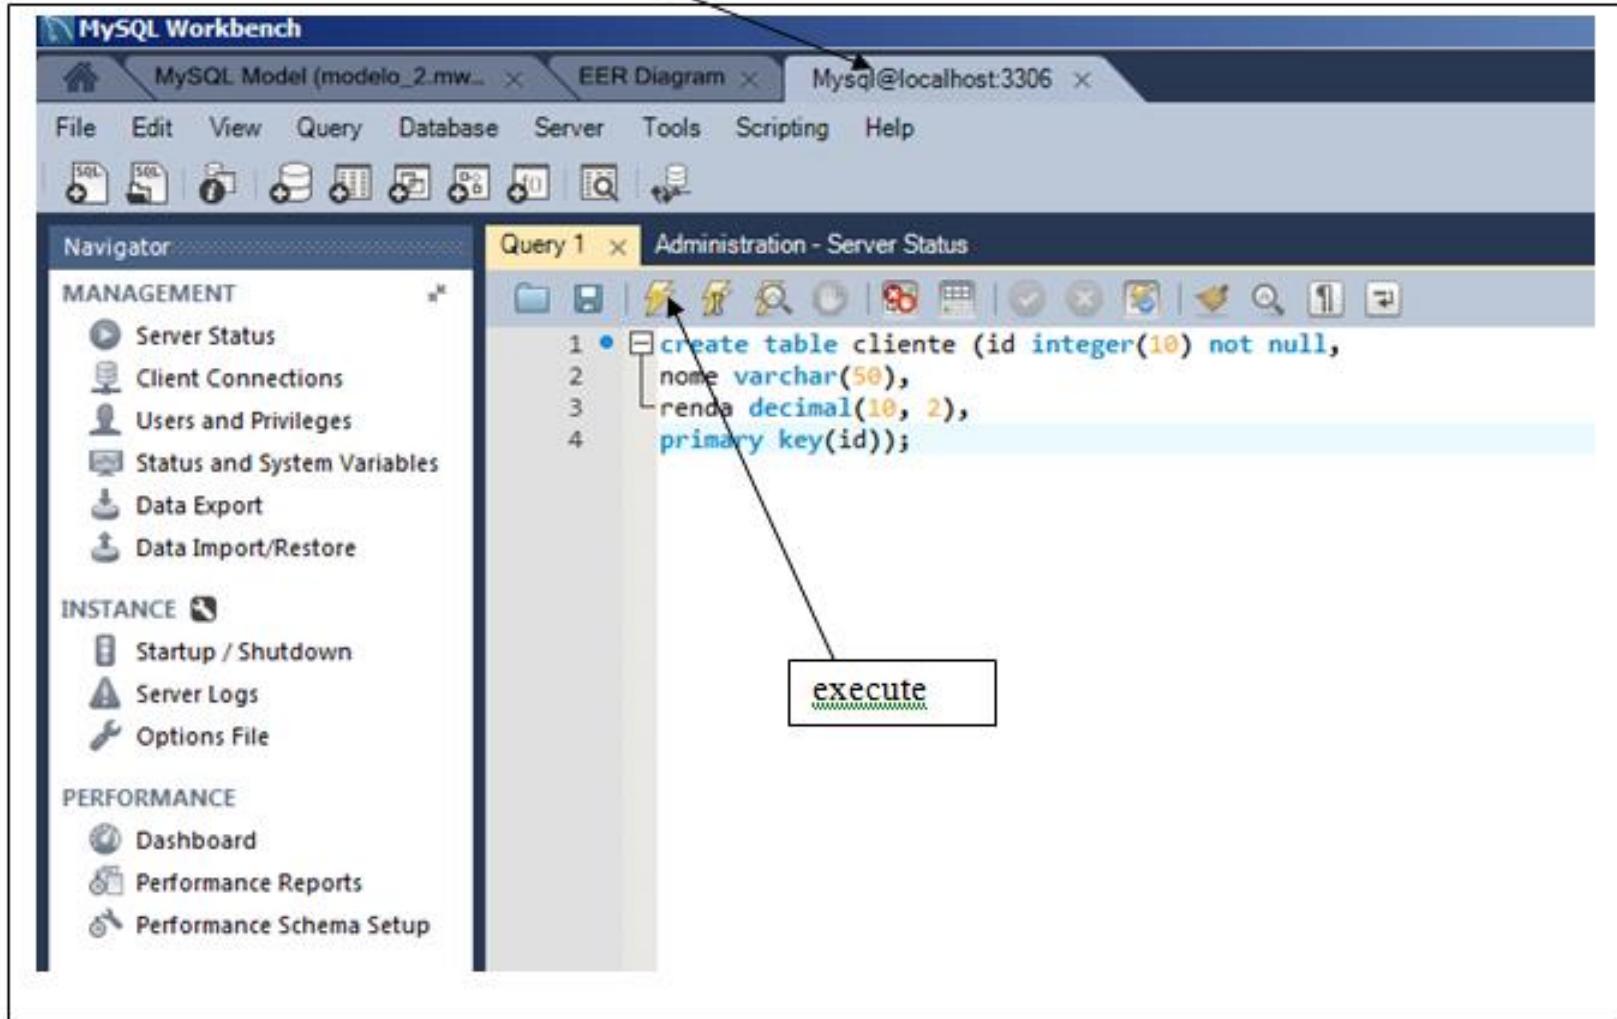 MySQL Workbench
MySQL Model (modelo_2.mw... × EER Diagram × Mysql@localhost:3306 ×
File Edit View Query Database Server Tools Scripting Help
Navigator
Query 1 × Administration - Server Status
MANAGEMENT
Server Status
Client Connections
Users and Privileges
Status and System Variables
Data Export
Data Import/Restore
INSTANCE
Startup / Shutdown
Server Logs
Options File
PERFORMANCE
Dashboard
Performance Reports
Performance Schema Setup
1 create table cliente (id integer(10) not null,
2 nome varchar(50),
3 renda decimal(10, 2),
4 primary key(id));
execute